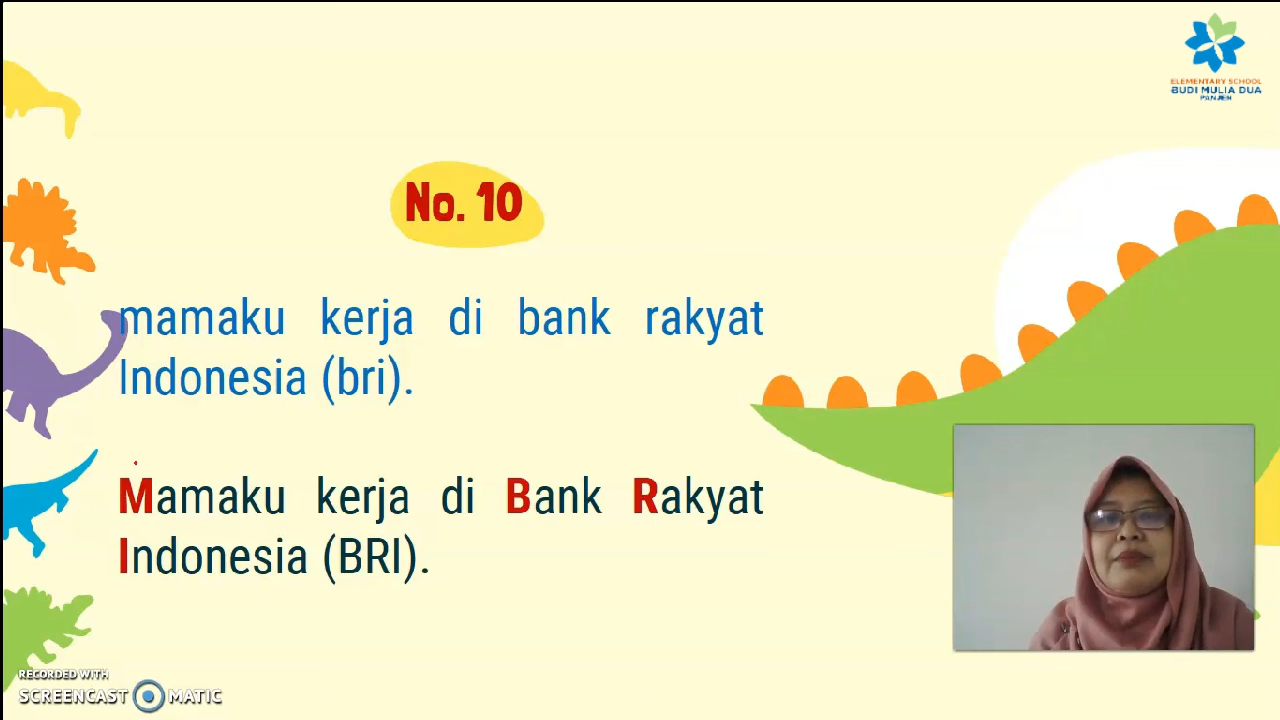 ELEMENTARY SCHOOL
BUDI MULIA DUA
PANJEN
No. 10
mamaku kerja di bank rakyat
Indonesia (bri).
Mamaku kerja di Bank Rakyat
Indonesia (BRI).
RECORDED WITH
SCREENCAST MATIC